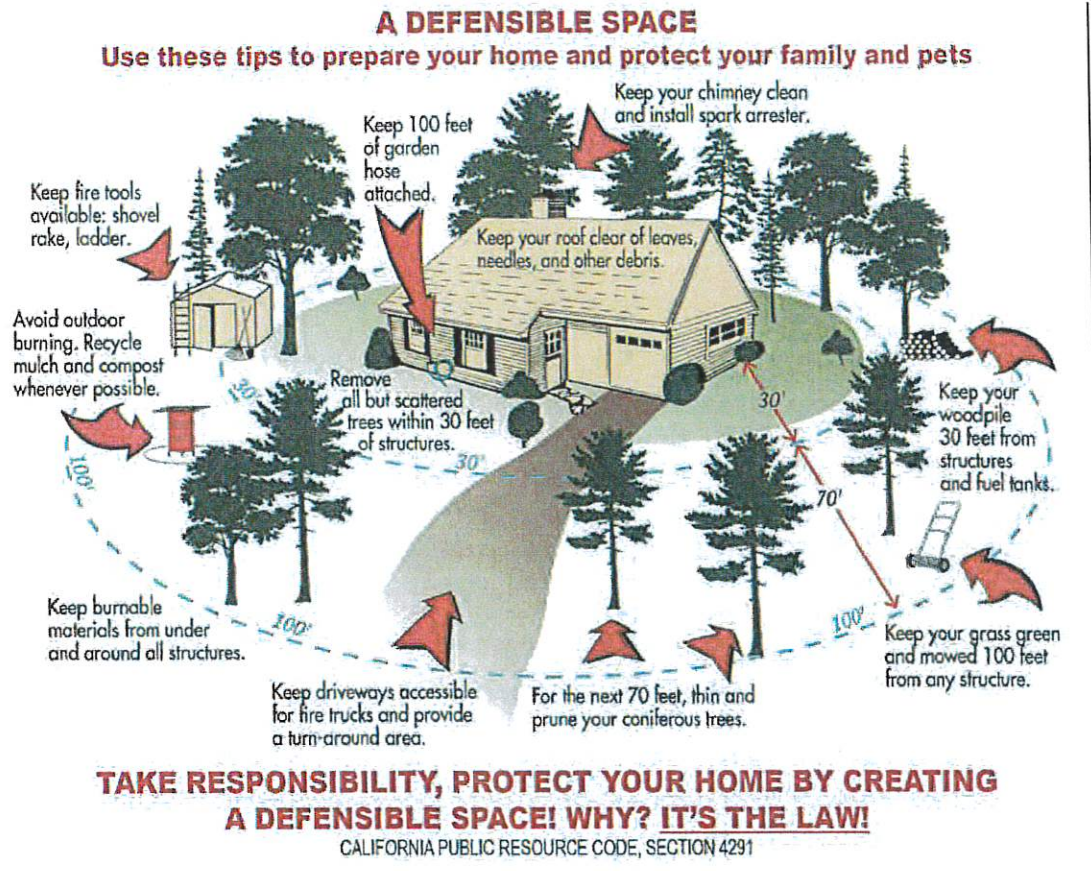 A DEFENSIBLE SPACE
Use these tips to prepare your home and protect your family and pets
Keep your chimney clean
and install spark arrester.
Keep 100 feet
of garden
hose
attached.
Keep fire tools
available: shovel
rake, ladder.
Keep your roof clear of leaves,
needles, and other debris.
Avoid outdoor
burning. Recycle
mulch and compost
whenever possible.
Remove
all but scattered
trees within 30 feet
of structures.
30'
30'
30'
70'
Keep your
woodpile
30 feet from
structures
and fuel tanks.
100'
100'
100'
Keep burnable
materials from under
and around all structures.
Keep driveways accessible
for fire trucks and provide
a turn-around area.
For the next 70 feet, thin and
prune your coniferous trees.
Keep your grass green
and mowed 100 feet
from any structure.
TAKE RESPONSIBILITY, PROTECT YOUR HOME BY CREATING
A DEFENSIBLE SPACE! WHY? IT'S THE LAW!
CALIFORNIA PUBLIC RESOURCE CODE, SECTION 4291